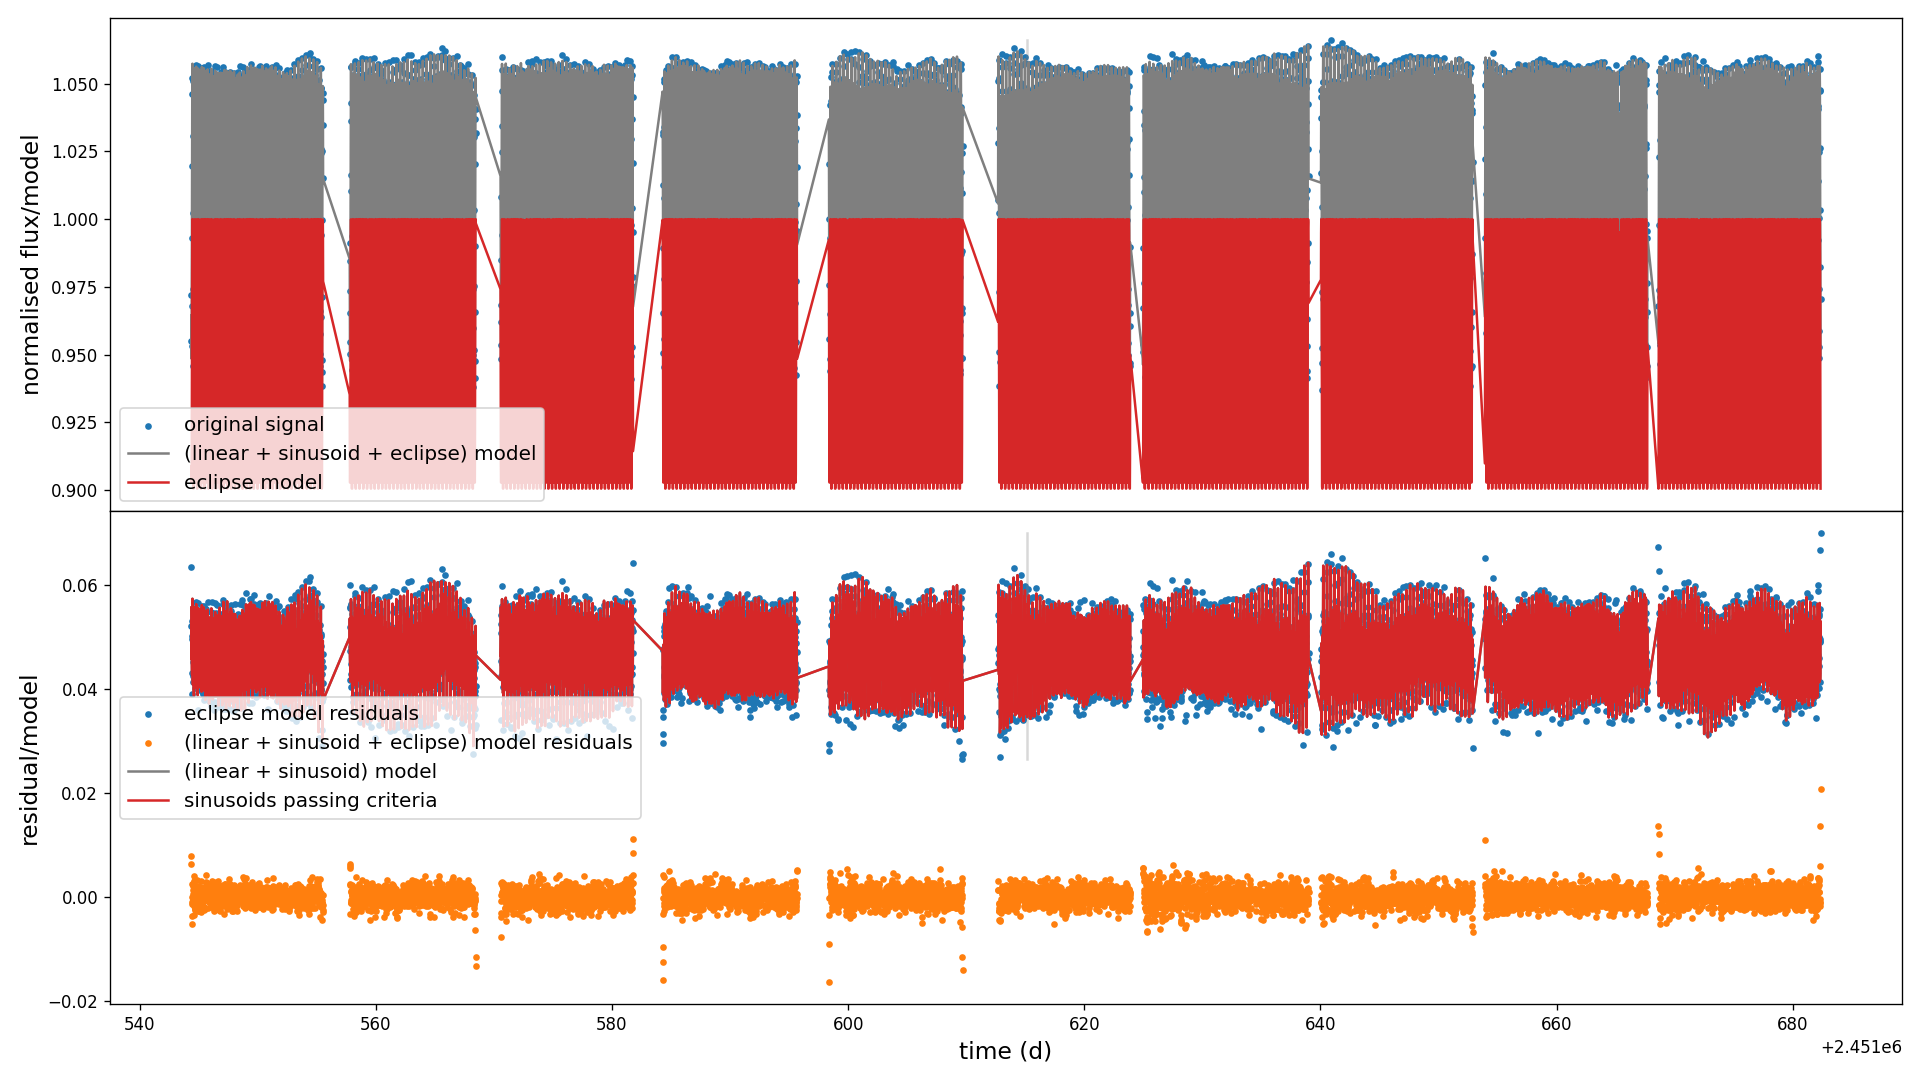 normalised flux/model
1.050
1.025
1.000
0.975
0.950
0.925
0.900
original signal
(linear + sinusoid + eclipse) model
eclipse model
residual/model
0.06
0.04
0.02
0.00
−0.02
eclipse model residuals
(linear + sinusoid + eclipse) model residuals
(linear + sinusoid) model
sinusoids passing criteria
540 560 580 600 620 640 660 680
time (d)
+2.451e6